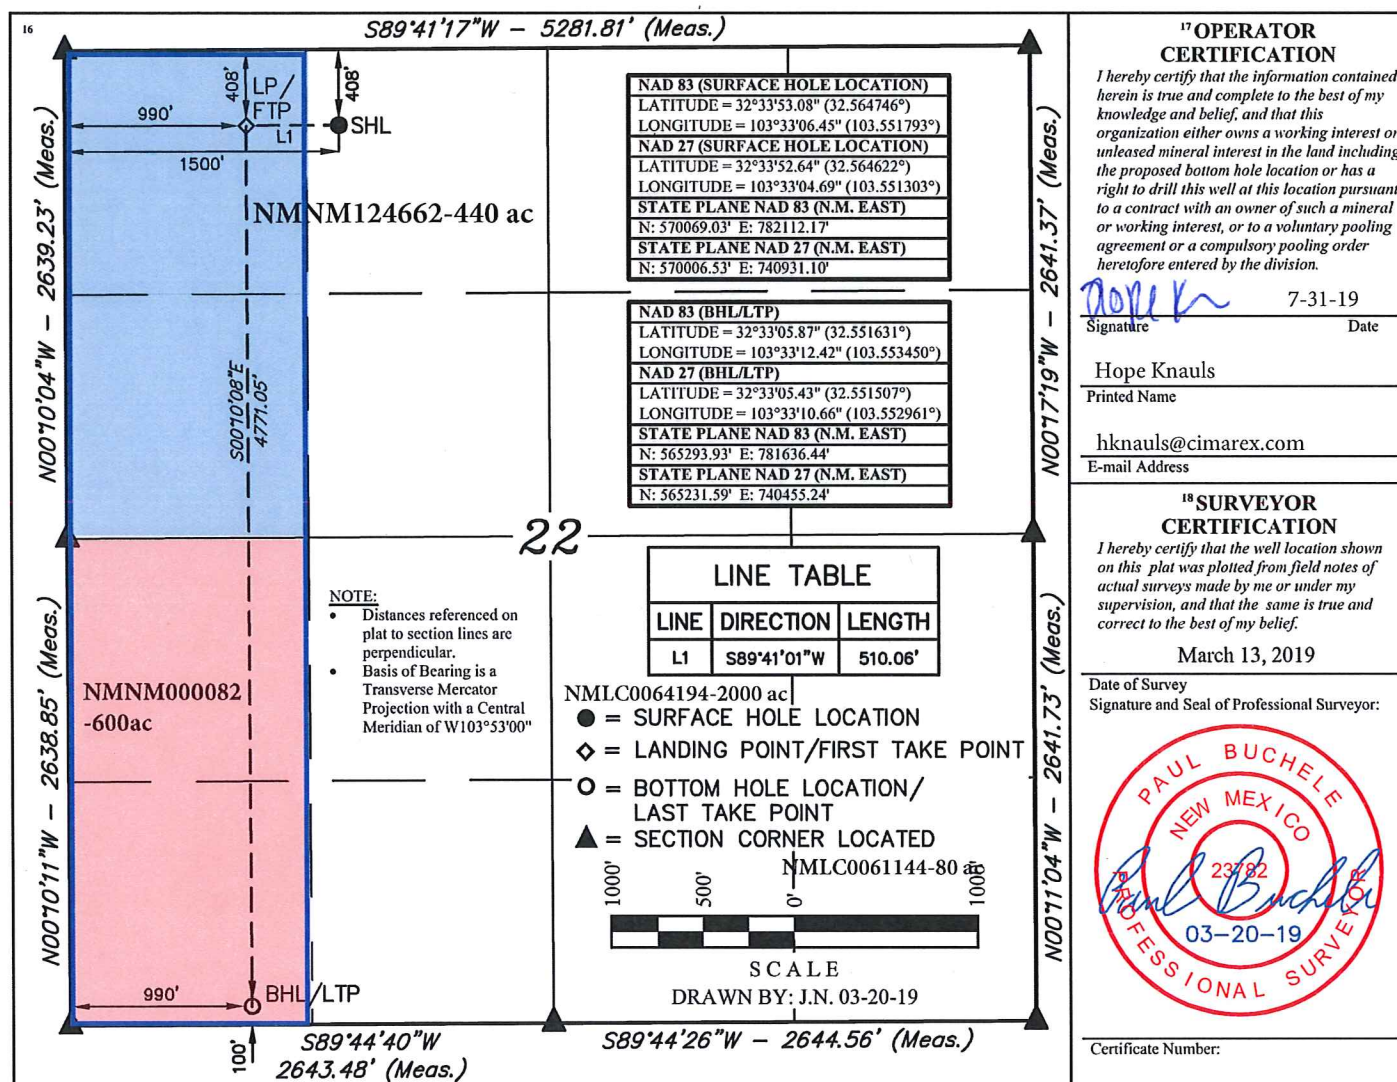 16
S89°41'17"W – 5281.81' (Meas.)
N00°10'04"W – 2639.23' (Meas.)
408'
LP/
FTP
408'
990'
L1
SHL
1500'
NMNM124662-440 ac
S00°10'08"E
4771.05'
NAD 83 (SURFACE HOLE LOCATION)
LATITUDE = 32°33'53.08" (32.564746°)
LONGITUDE = 103°33'06.45" (103.551793°)
NAD 27 (SURFACE HOLE LOCATION)
LATITUDE = 32°33'52.64" (32.564622°)
LONGITUDE = 103°33'04.69" (103.551303°)
STATE PLANE NAD 83 (N.M. EAST)
N: 570069.03' E: 782112.17'
STATE PLANE NAD 27 (N.M. EAST)
N: 570006.53' E: 740931.10'
NAD 83 (BHL/LTP)
LATITUDE = 32°33'05.87" (32.551631°)
LONGITUDE = 103°33'12.42" (103.553450°)
NAD 27 (BHL/LTP)
LATITUDE = 32°33'05.43" (32.551507°)
LONGITUDE = 103°33'10.66" (103.552961°)
STATE PLANE NAD 83 (N.M. EAST)
N: 565293.93' E: 781636.44'
STATE PLANE NAD 27 (N.M. EAST)
N: 565231.59' E: 740455.24'
N00°17'19"W – 2641.37' (Meas.)
22
N00°10'11"W – 2638.85' (Meas.)
NMNM000082
-600ac
NOTE:
• Distances referenced on
plat to section lines are
perpendicular.
• Basis of Bearing is a
Transverse Mercator
Projection with a Central
Meridian of W103°53'00"
LINE TABLE
LINE DIRECTION LENGTH
L1 S89°41'01"W 510.06'
NMLC0064194-2000 ac
= SURFACE HOLE LOCATION
= LANDING POINT/FIRST TAKE POINT
= BOTTOM HOLE LOCATION/
LAST TAKE POINT
= SECTION CORNER LOCATED
NMLC0061144-80 ac
1000' 500' 0' 1000'
SCALE
DRAWN BY: J.N. 03-20-19
N00°11'04"W – 2641.73' (Meas.)
990'
BHL/LTP
100'
S89°44'40"W
2643.48' (Meas.)
S89°44'26"W – 2644.56' (Meas.)
17 OPERATOR
CERTIFICATION
I hereby certify that the information contained
herein is true and complete to the best of my
knowledge and belief, and that this
organization either owns a working interest or
unleased mineral interest in the land including
the proposed bottom hole location or has a
right to drill this well at this location pursuant
to a contract with an owner of such a mineral
or working interest, or to a voluntary pooling
agreement or a compulsory pooling order
heretofore entered by the division.
7-31-19
Signature Date
Hope Knauls
Printed Name
hknauls@cimarex.com
E-mail Address
18 SURVEYOR
CERTIFICATION
I hereby certify that the well location shown
on this plat was plotted from field notes of
actual surveys made by me or under my
supervision, and that the same is true and
correct to the best of my belief.
March 13, 2019
Date of Survey
Signature and Seal of Professional Surveyor:
PAUL BUCHELE
NEW MEXICO
23782
Paul Buchele
03-20-19
PROFESSIONAL SURVEYOR
Certificate Number: